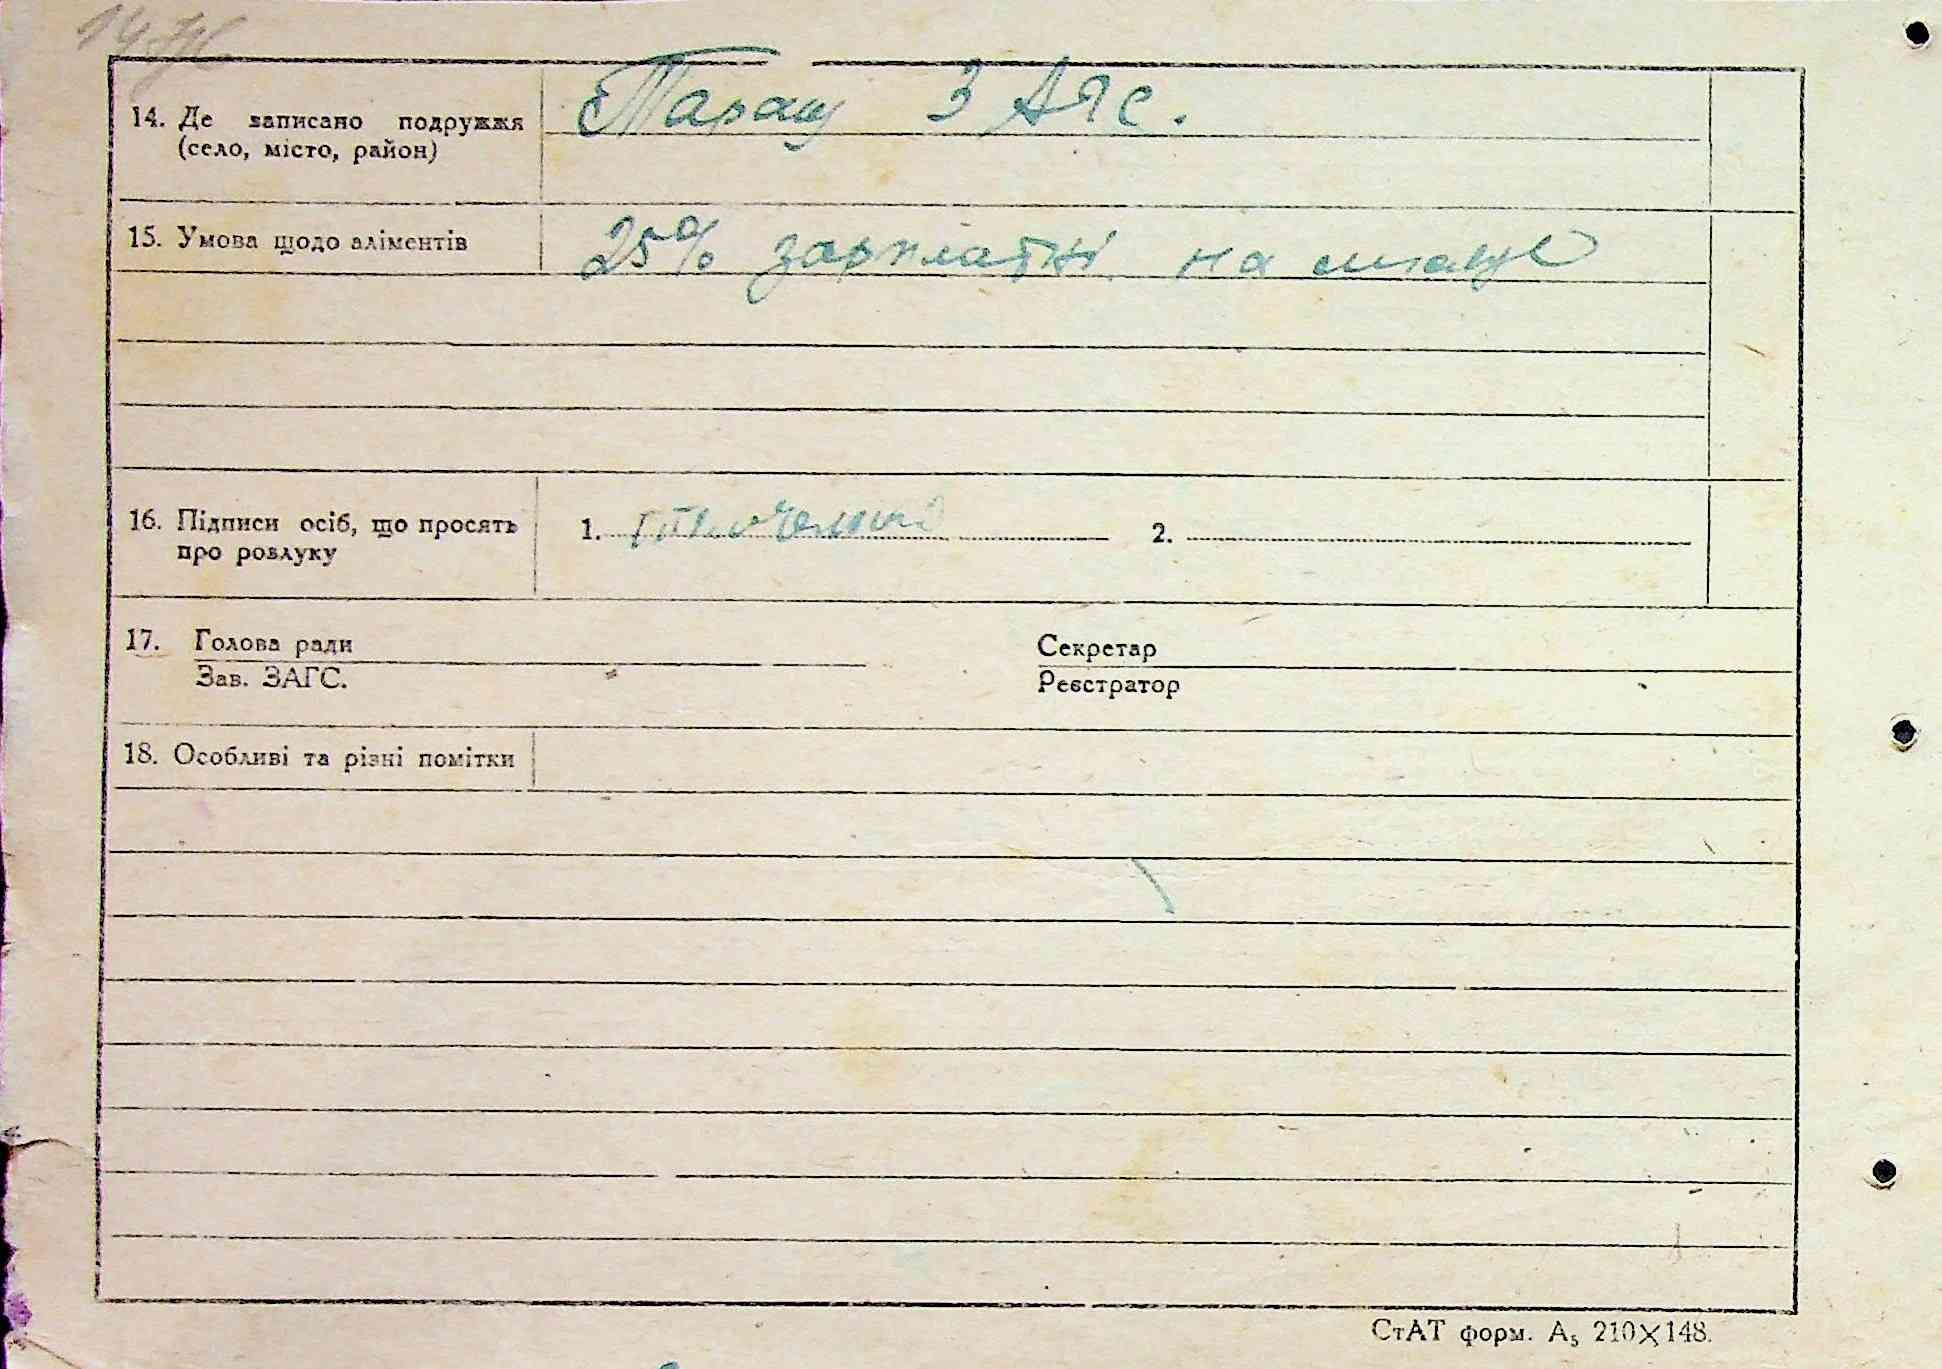 14. Де записано подружжя
(село, місто, район)
Таращ ЗАГС.
15. Умова щодо аліментів
25% зарплатні на
16. Підписи осіб, що просять
про розлуку
1.
2.
17. Голова ради
Зав. ЗАГС.
Секретар
Реєстратор
18. Особливі та різні помітки
СтАТ форм. А₅ 210×148.